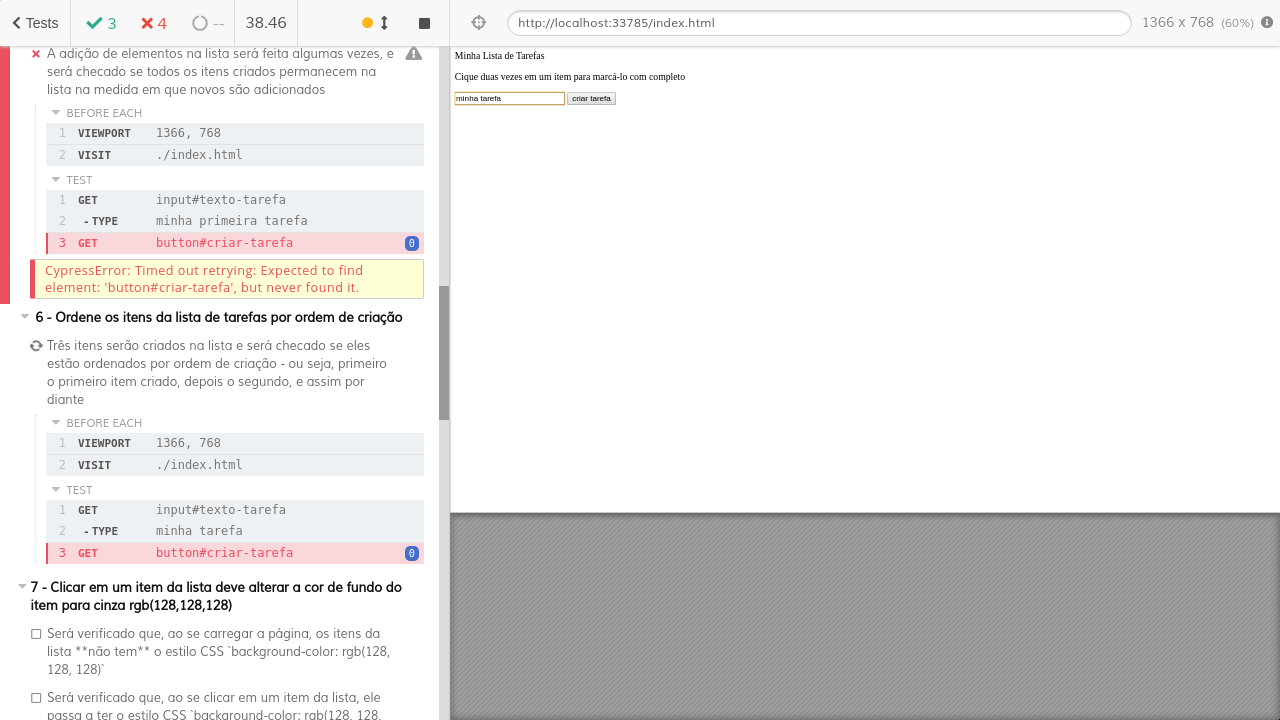 Tests
3
4
--
38.46
http://localhost:33785/index.html
1366 x 768 (60%)
A adição de elementos na lista será feita algumas vezes, e
será checado se todos os itens criados permecem na
lista na medida em que novos são adicionados
BEFORE EACH
1 VIEWPORT 1366, 768
2 VISIT ./index.html
TEST
1 GET input#texto-tarefa
2 - TYPE minha primeira tarefa
3 GET button#criar-tarefa 0
CypressError: Timed out retrying: Expected to find
element: 'button#criar-tarefa', but never found it.
6 - Ordene os itens da lista de tarefas por ordem de criação
Três itens serão criados na lista e será checado se eles
estão ordenados por ordem de criação - ou seja, primeiro
o primeiro item criado, depois o segundo, e assim por
diante
BEFORE EACH
1 VIEWPORT 1366, 768
2 VISIT ./index.html
TEST
1 GET input#texto-tarefa
2 - TYPE minha tarefa
3 GET button#criar-tarefa 0
7 - Clicar em um item da lista deve alterar a cor de fundo do
item para cinza rgb(128,128,128)
Será verificado que, ao se carregar a página, os itens da
lista **não tem** o estilo CSS `background-color: rgb(128,
128, 128)`
Será verificado que, ao se clicar em um item da lista, ele
passa a ter o estilo CSS `background-color: rgb(128, 128,
Minha Lista de Tarefas
Cique duas vezes em um item para marcá-lo com completo
minha tarefa
criar tarefa